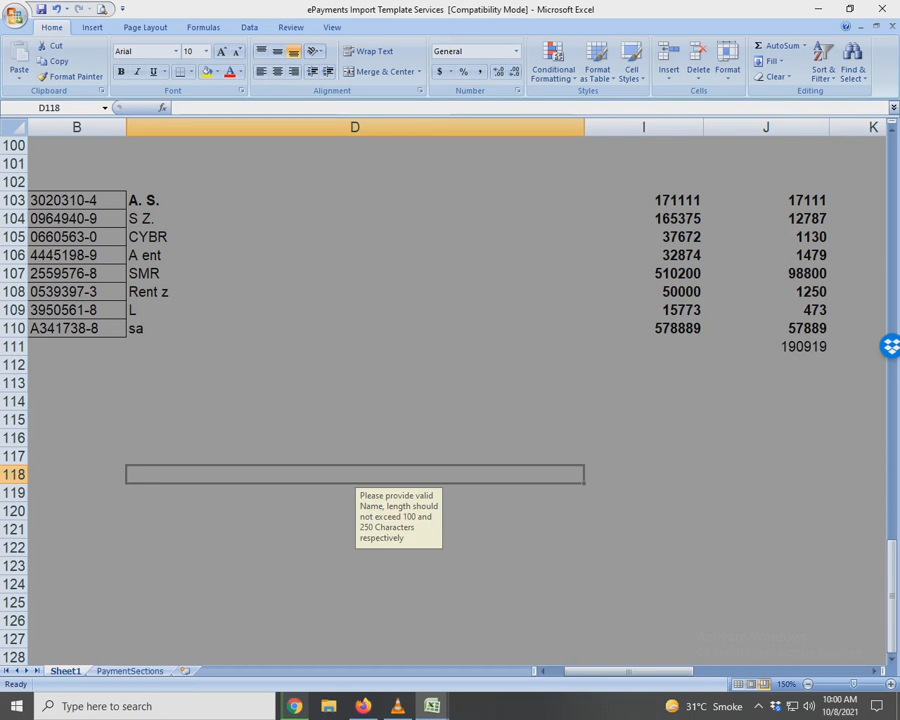 ePayments Import Template Services [Compatibility Mode] - Microsoft Excel
Home Insert Page Layout Formulas Data Review View
Paste
Cut
Copy
Format Painter
Clipboard
Arial 10
B I U
Font
Wrap Text
Merge & Center
Alignment
General
$ % ,
Number
Conditional Formatting
Format as Table
Cell Styles
Styles
Insert Delete Format
Cells
Σ AutoSum
Fill
Clear
Sort & Filter
Find & Select
Editing
D118 fx
B D I J K
100
101
102
103 3020310-4 A. S. 171111 17111
104 0964940-9 S Z. 165375 12787
105 0660563-0 CYBR 37672 1130
106 4445198-9 A ent 32874 1479
107 2559576-8 SMR 510200 98800
108 0539397-3 Rent z 50000 1250
109 3950561-8 L 15773 473
110 A341738-8 sa 578889 57889
111 190919
112
113
114
115
116
117
118
119
120
121
122
123
124
125
126
127
128
Please provide valid
Name, length should
not exceed 100 and
250 Characters
respectively
Sheet1 PaymentSections
Ready 150%
Type here to search
31°C Smoke
10:00 AM
10/8/2021